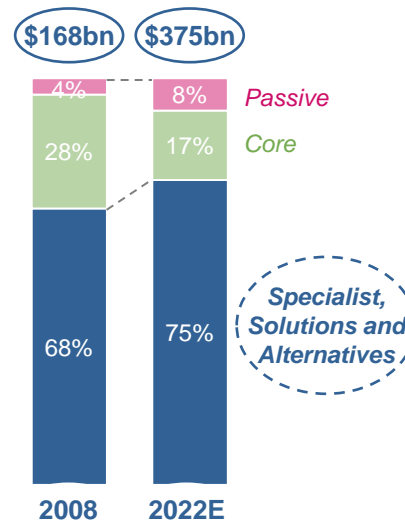 $168bn $375bn
4% 8% Passive
28% 17% Core
68% 75% Specialist,
Solutions and
Alternatives
2008 2022E